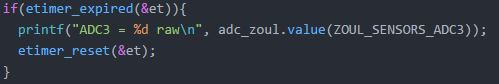 if(etimer_expired(&et)){
  printf("ADC3 = %d raw\n", adc_zoul.value(ZOUL_SENSORS_ADC3));
  etimer_reset(&et);
}